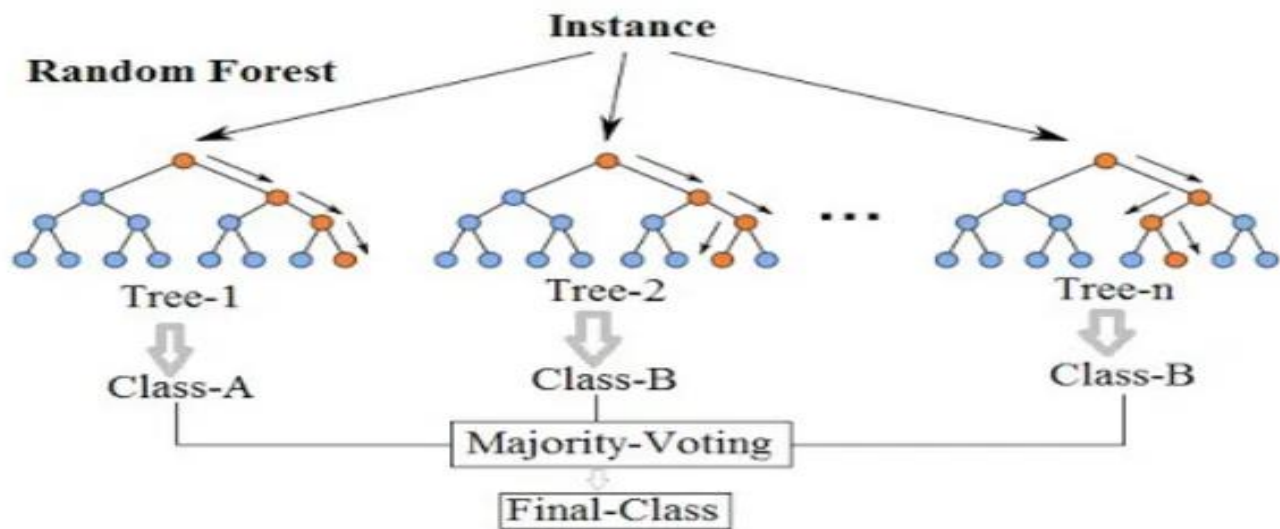 Instance
Random Forest
...
Tree-1
Tree-2
Tree-n
Class-A
Class-B
Class-B
Majority-Voting
Final-Class